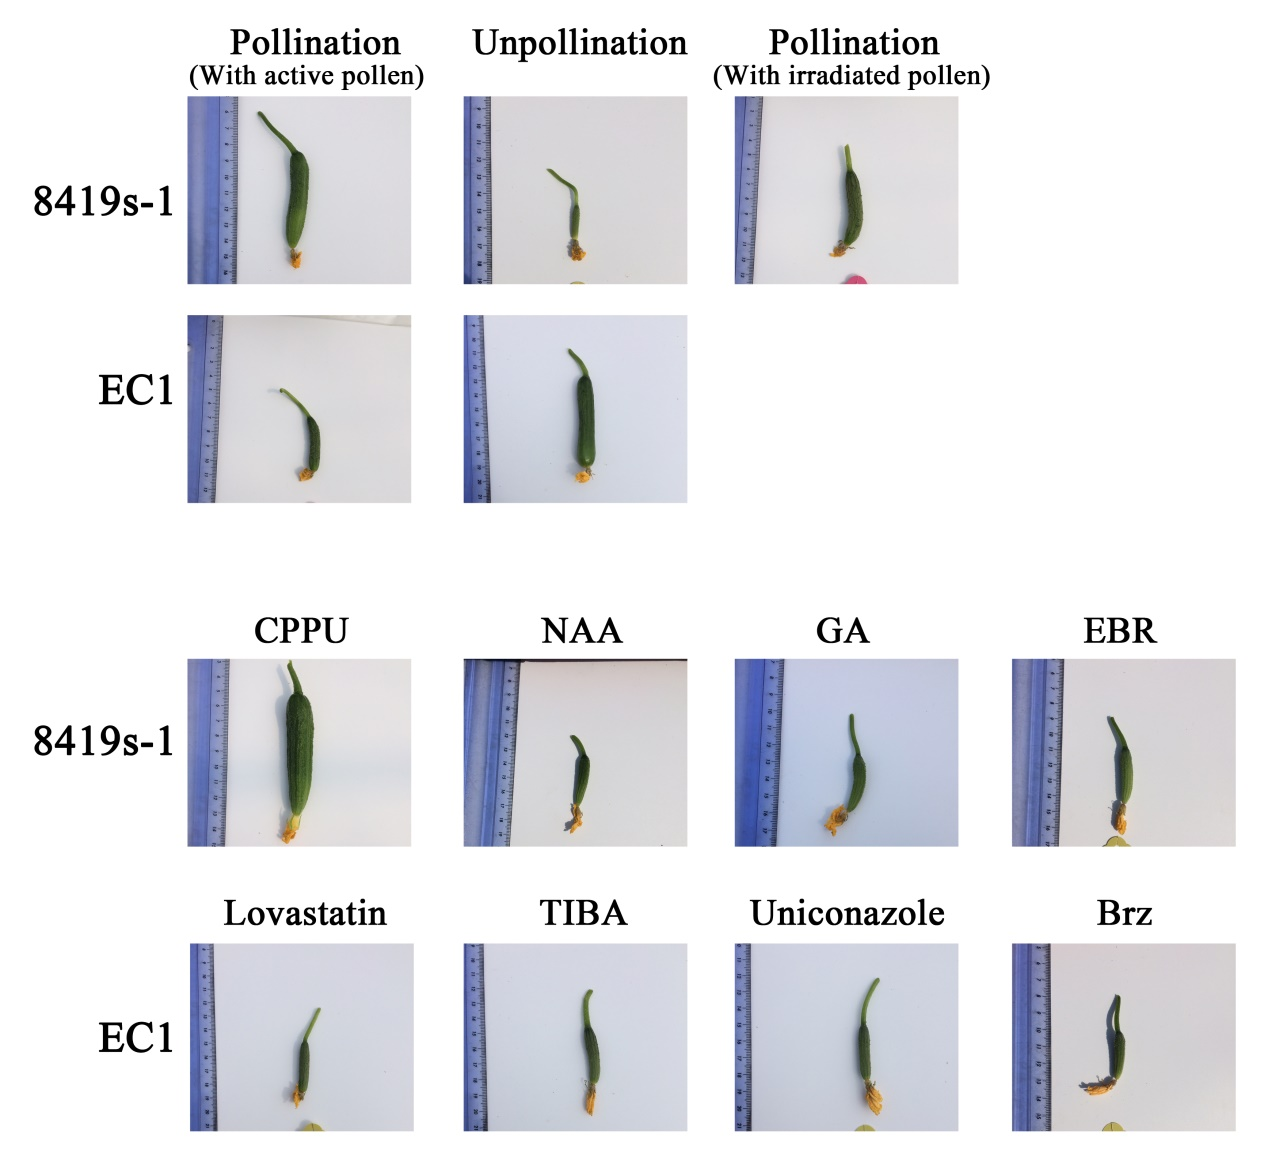 Pollination Unpollination Pollination
(With active pollen) (With irradiated pollen)
8419s-1
EC1
CPPU NAA GA EBR
8419s-1
Lovastatin TIBA Uniconazole Brz
EC1